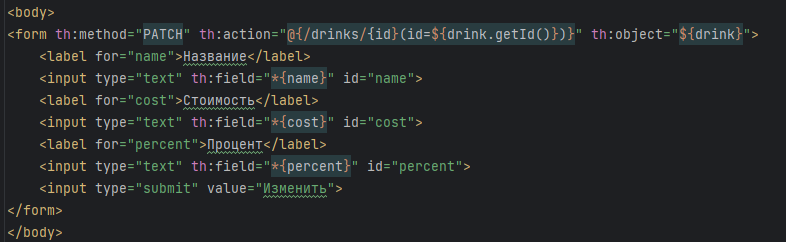 <body>
<form th:method="PATCH" th:action="@{/drinks/{id}(id=${drink.getId()})}" th:object="${drink}">
    <label for="name">Название</label>
    <input type="text" th:field="*{name}" id="name">
    <label for="cost">Стоимость</label>
    <input type="text" th:field="*{cost}" id="cost">
    <label for="percent">Процент</label>
    <input type="text" th:field="*{percent}" id="percent">
    <input type="submit" value="Изменить">
</form>
</body>